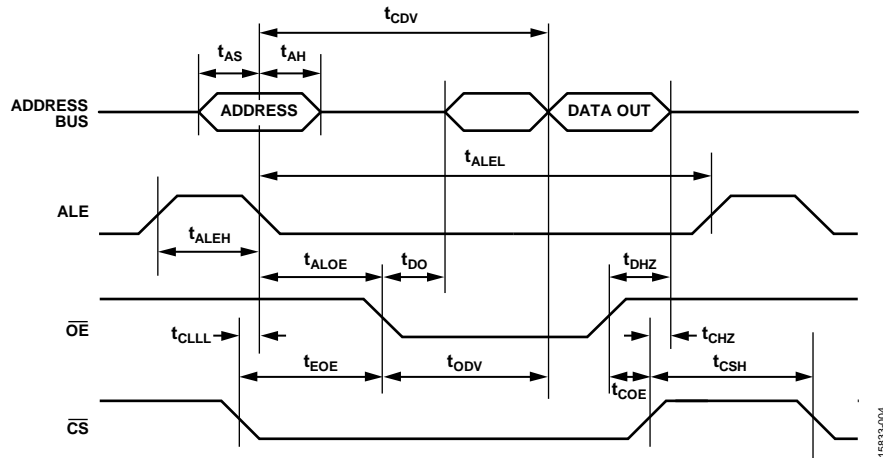 tCDV
tAS
tAH
ADDRESS
BUS
ADDRESS
DATA OUT
tALEL
ALE
tALEH
tALOE
tDO
tDHZ
OE
tCLLL
tCHZ
tEOE
tODV
tCSH
tCOE
CS
15833-004